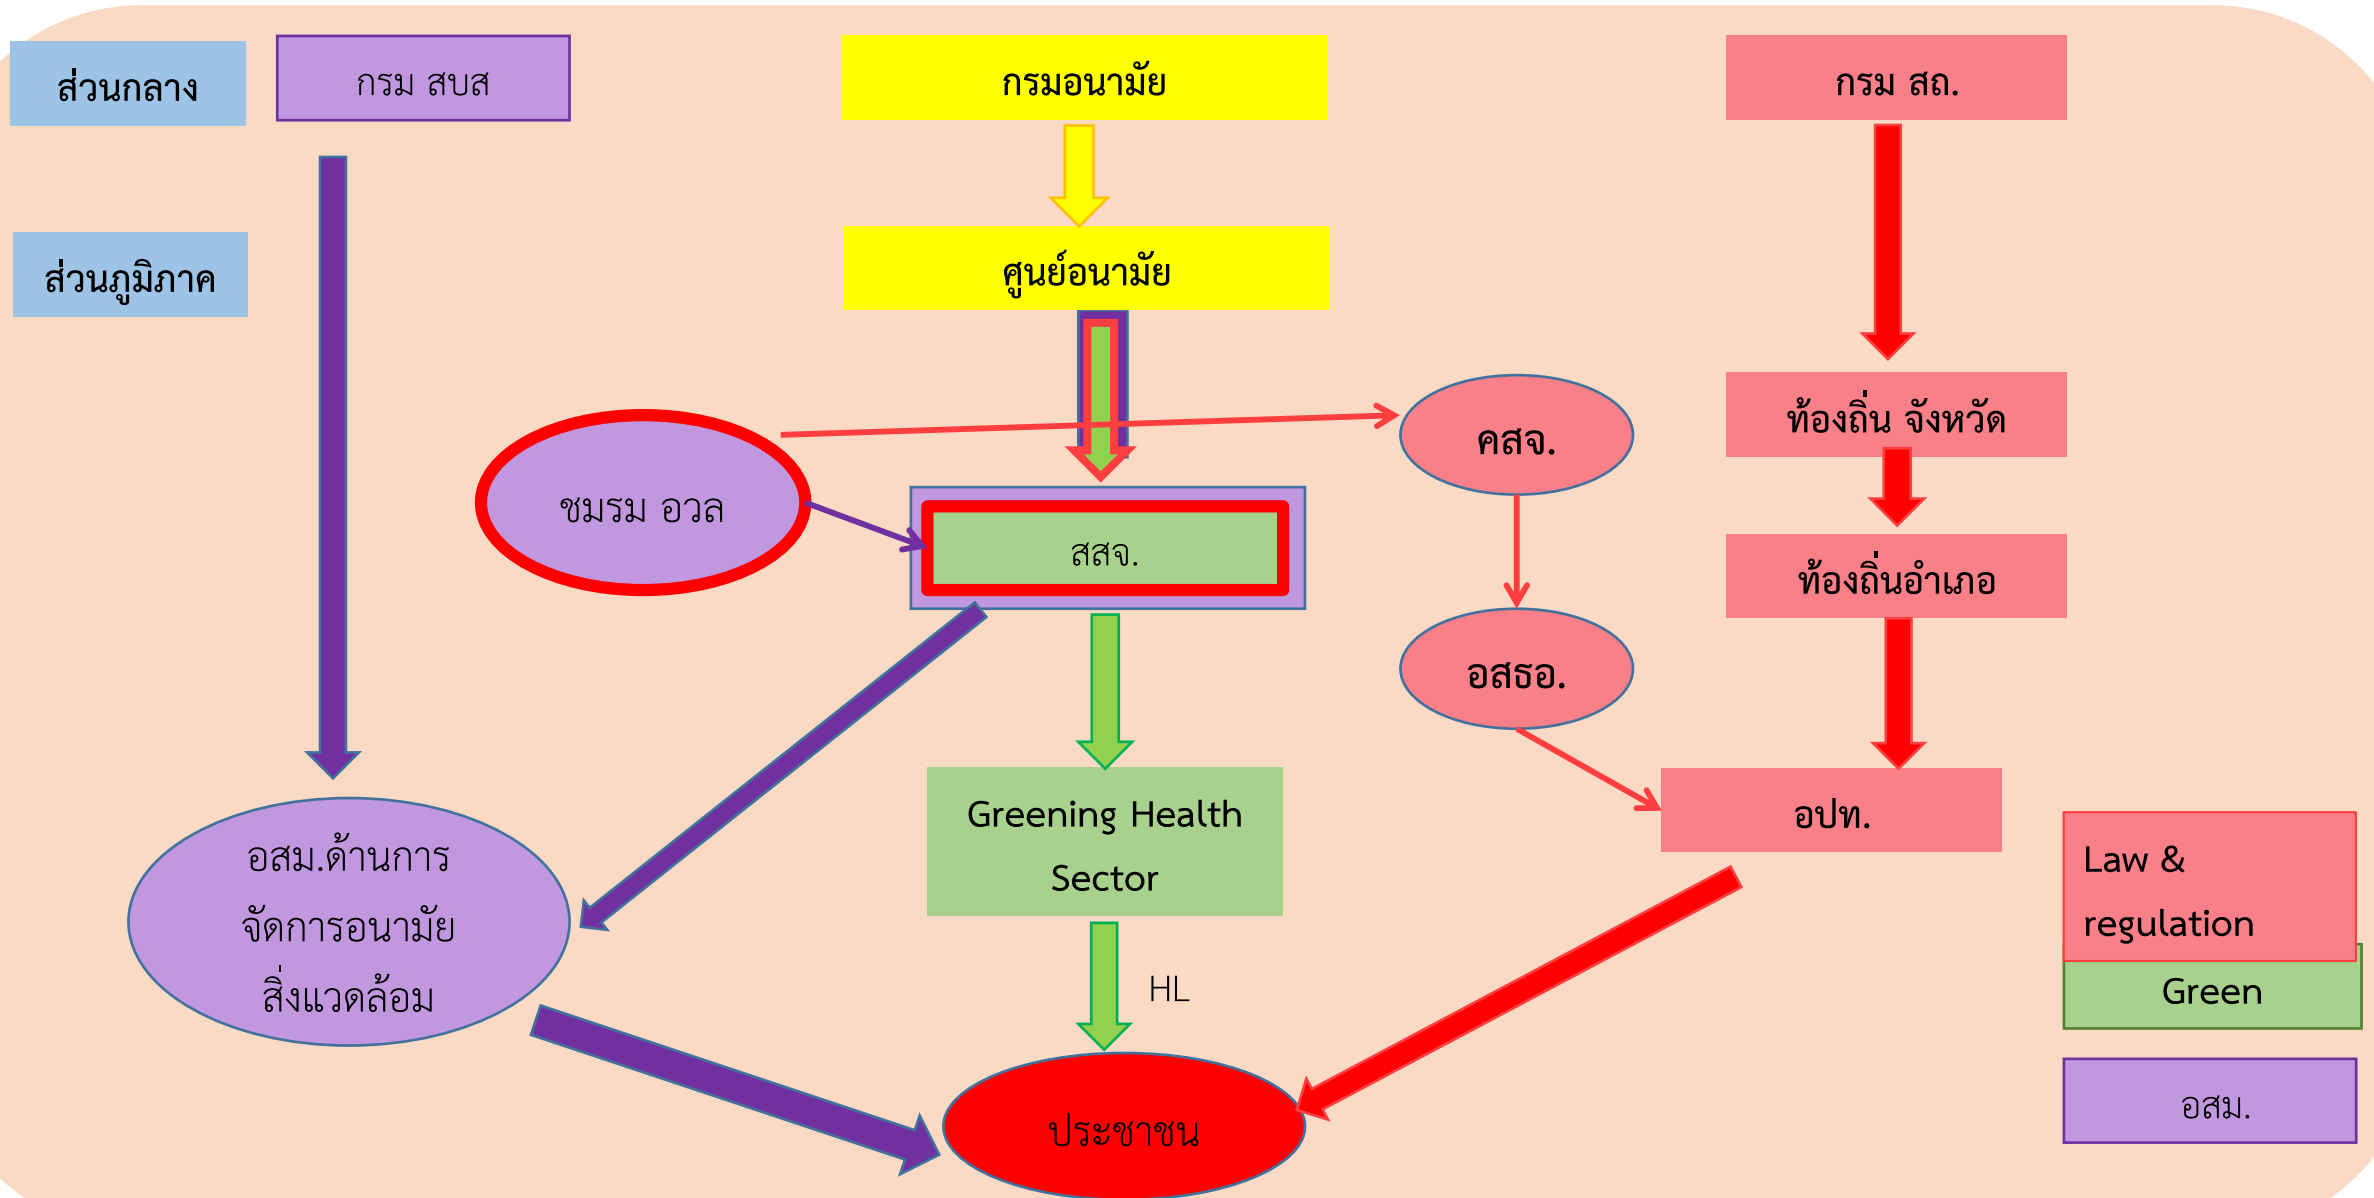 ส่วนกลาง
กรม สบส
กรมอนามัย
กรม สถ.
ส่วนภูมิภาค
ศูนย์อนามัย
ท้องถิ่น จังหวัด
คสจ.
ชมรม อวล
สสจ.
ท้องถิ่นอำเภอ
อสธอ.
Greening Health
Sector
อปท.
อสม.ด้านการ
จัดการอนามัย
สิ่งแวดล้อม
Law &
regulation
Green
HL
อสม.
ประชาชน